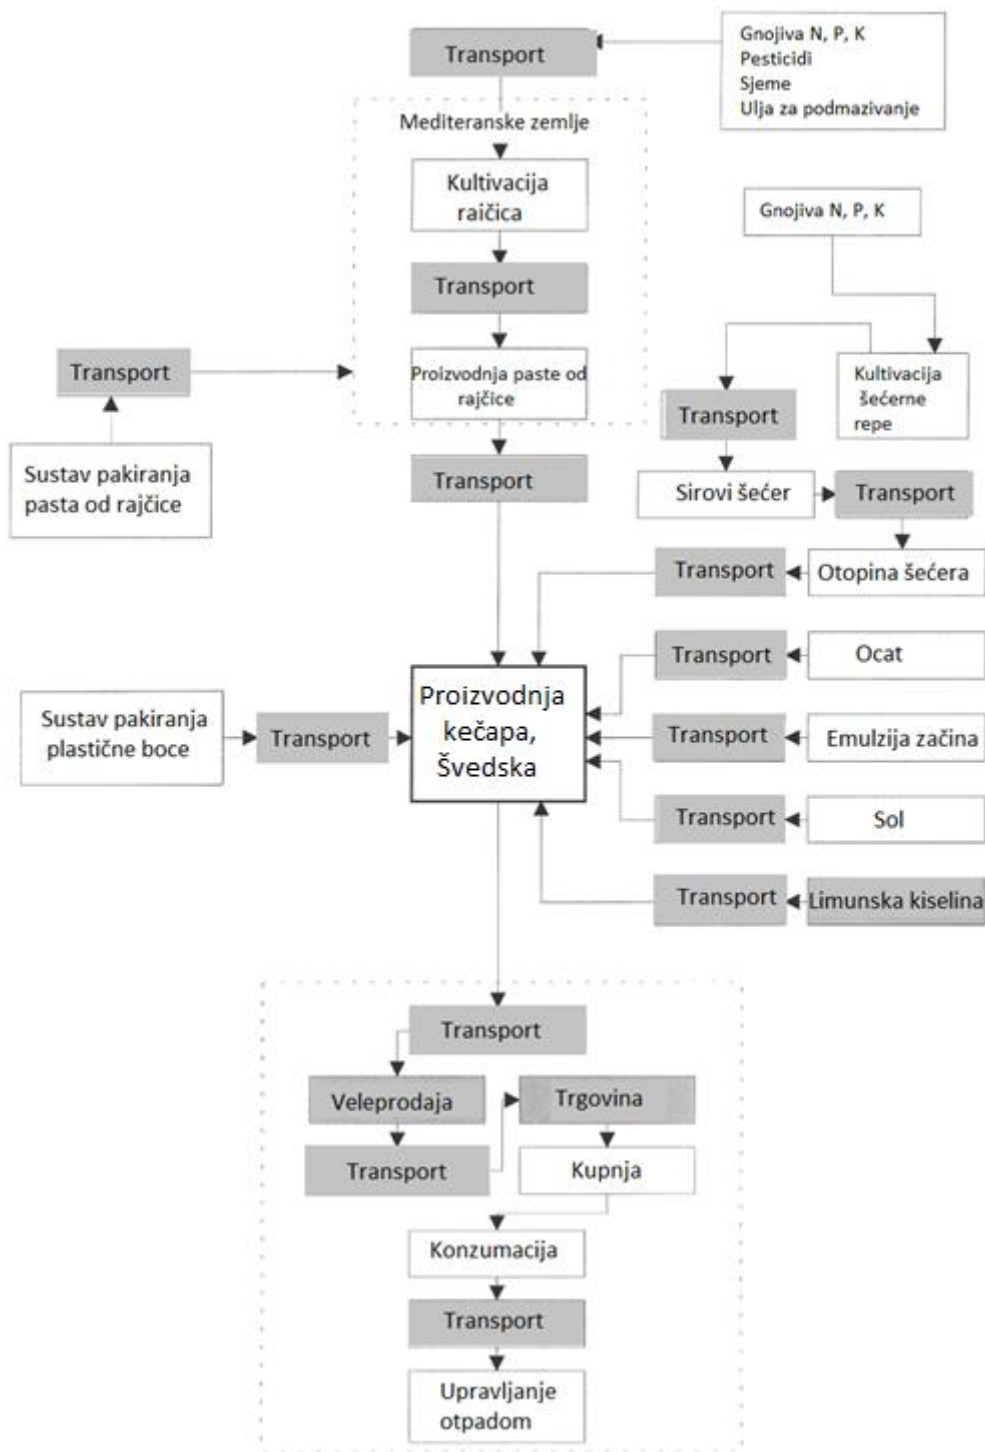 Transport
Gnojiva N, P, K
Pesticidi
Sjeme
Ulja za podmazivanje
Mediteranske zemlje
Kultivacija
raičica
Gnojiva N, P, K
Transport
Transport
Proizvodnja paste od
rajčice
Kultivacija
šećerne
repe
Transport
Sustav pakiranja
pasta od rajčice
Transport
Sirovi šećer
Transport
Transport
Otopina šećera
Transport
Ocat
Proizvodnja
kečapa,
Švedska
Sustav pakiranja
plastične boce
Transport
Transport
Emulzija začina
Transport
Sol
Transport
Limunska kiselina
Transport
Veleprodaja
Trgovina
Transport
Kupnja
Konzumacija
Transport
Upravljanje
otpadom